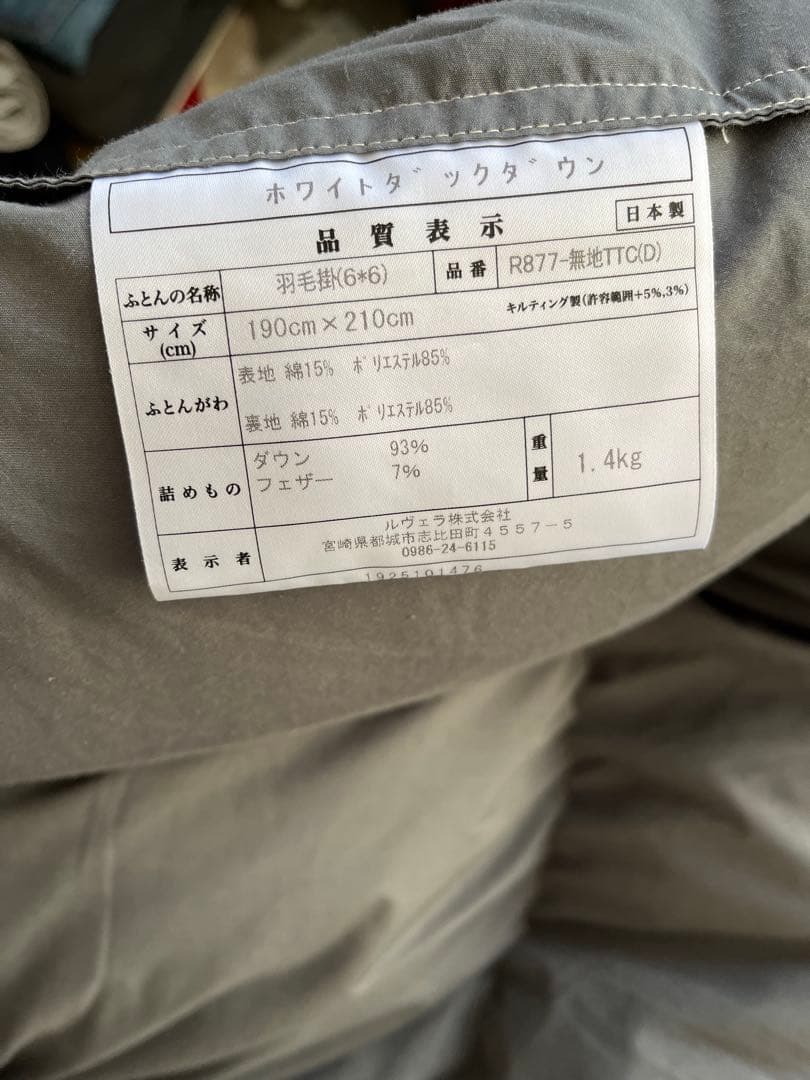 ホワイトダックダウン
品質表示
日本製
ふとんの名称 羽毛掛(6*6) 品番 R877-無地TTC(D)
サイズ(cm) 190cm×210cm キルティング製(許容範囲+5%,3%)
ふとんがわ 表地 綿15% ポリエステル85%
裏地 綿15% ポリエステル85%
詰めもの ダウン 93%
フェザー 7%
重量 1.4kg
表示者 ルヴェラ株式会社
宮崎県都城市志比田町4557-5
0986-24-6115
1925101476